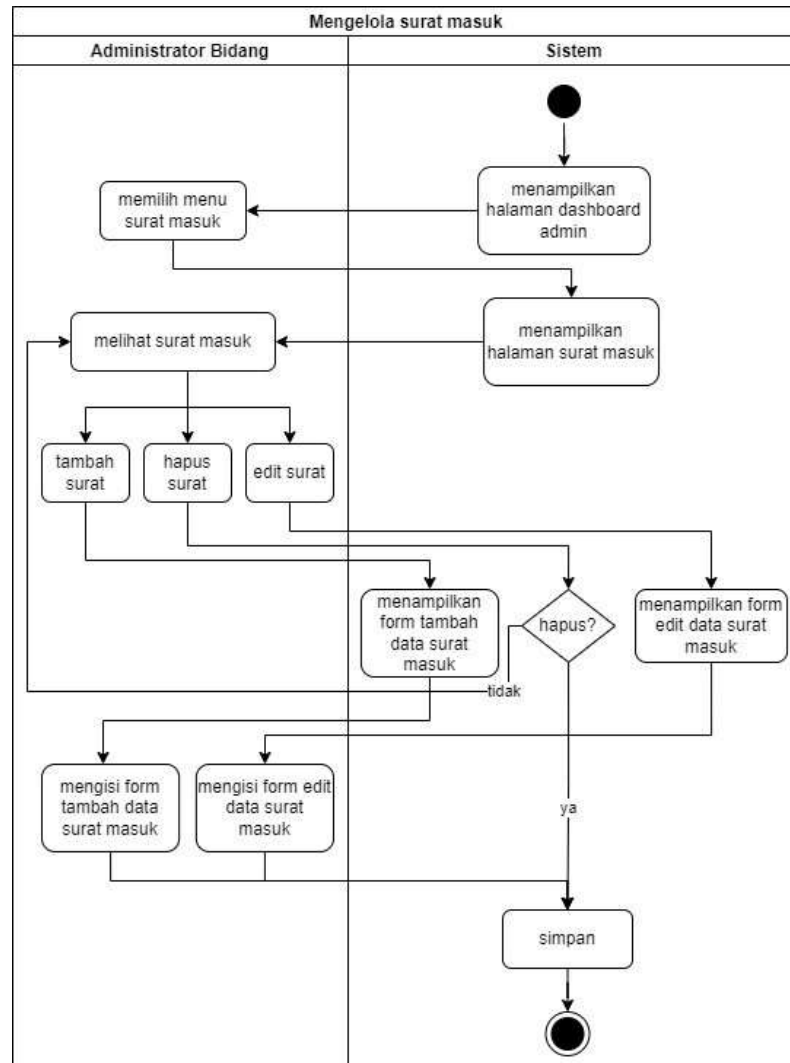 Mengelola surat masuk
Administrator Bidang
Sistem
menampilkan
halaman dashboard
admin
memilih menu
surat masuk
menampilkan
halaman surat masuk
melihat surat masuk
tambah
surat
hapus
surat
edit surat
menampilkan
form tambah
data surat
masuk
hapus?
menampilkan form
edit data surat
masuk
tidak
mengisi form
tambah data
surat masuk
mengisi form edit
data surat
masuk
ya
simpan